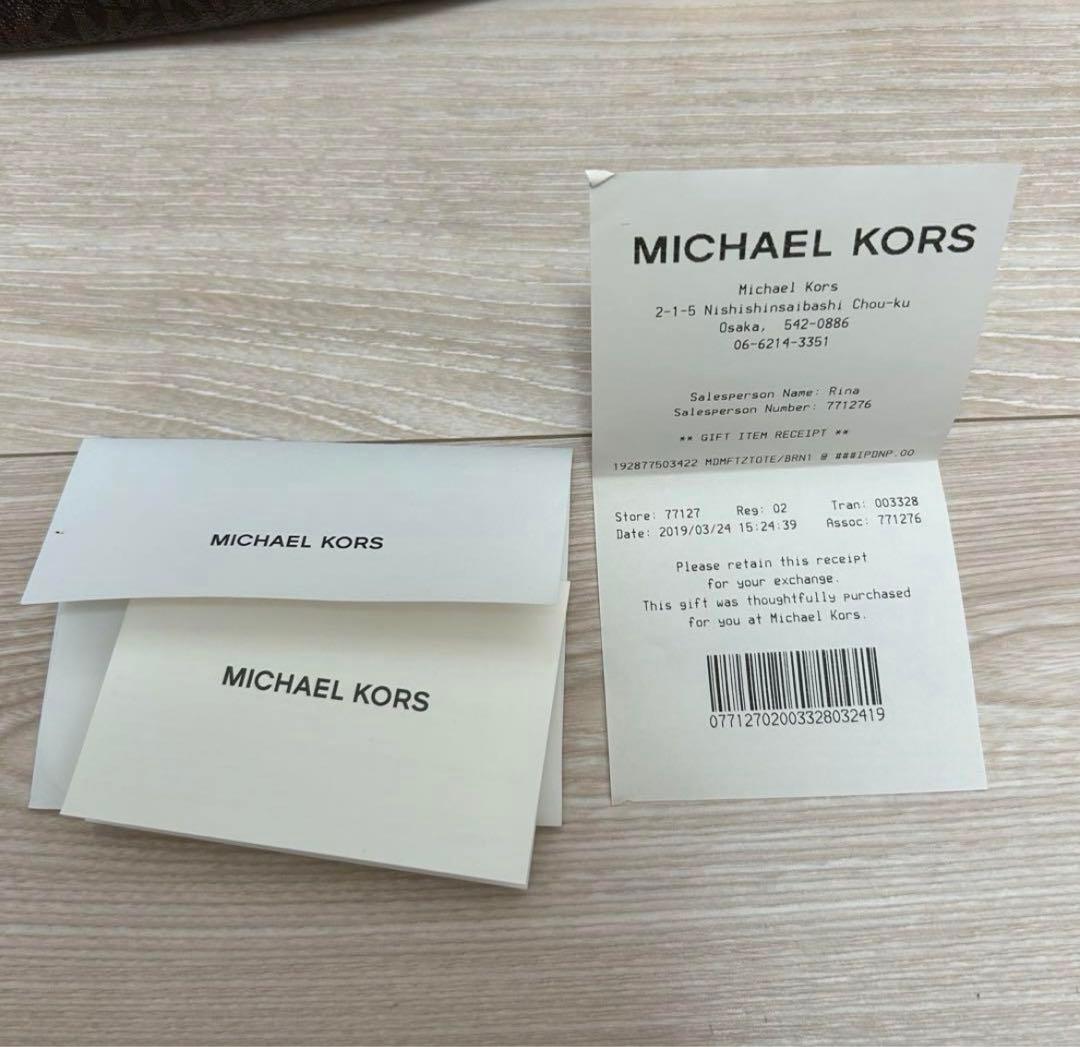 MICHAEL KORS
MICHAEL KORS
MICHAEL KORS
Michael Kors
2-1-5 Nishishinsaibashi Chou-ku
Osaka, 542-0886
06-6214-3351
Salesperson Name: Rina
Salesperson Number: 771276
** GIFT ITEM RECEIPT **
192877503422 MDMFTZTOTE/BRN1 @ ###IPDNP.00
Store: 77127 Reg: 02 Tran: 003328
Date: 2019/03/24 15:24:39 Assoc: 771276
Please retain this receipt
for your exchange.
This gift was thoughtfully purchased
for you at Michael Kors.
07712702003328032419